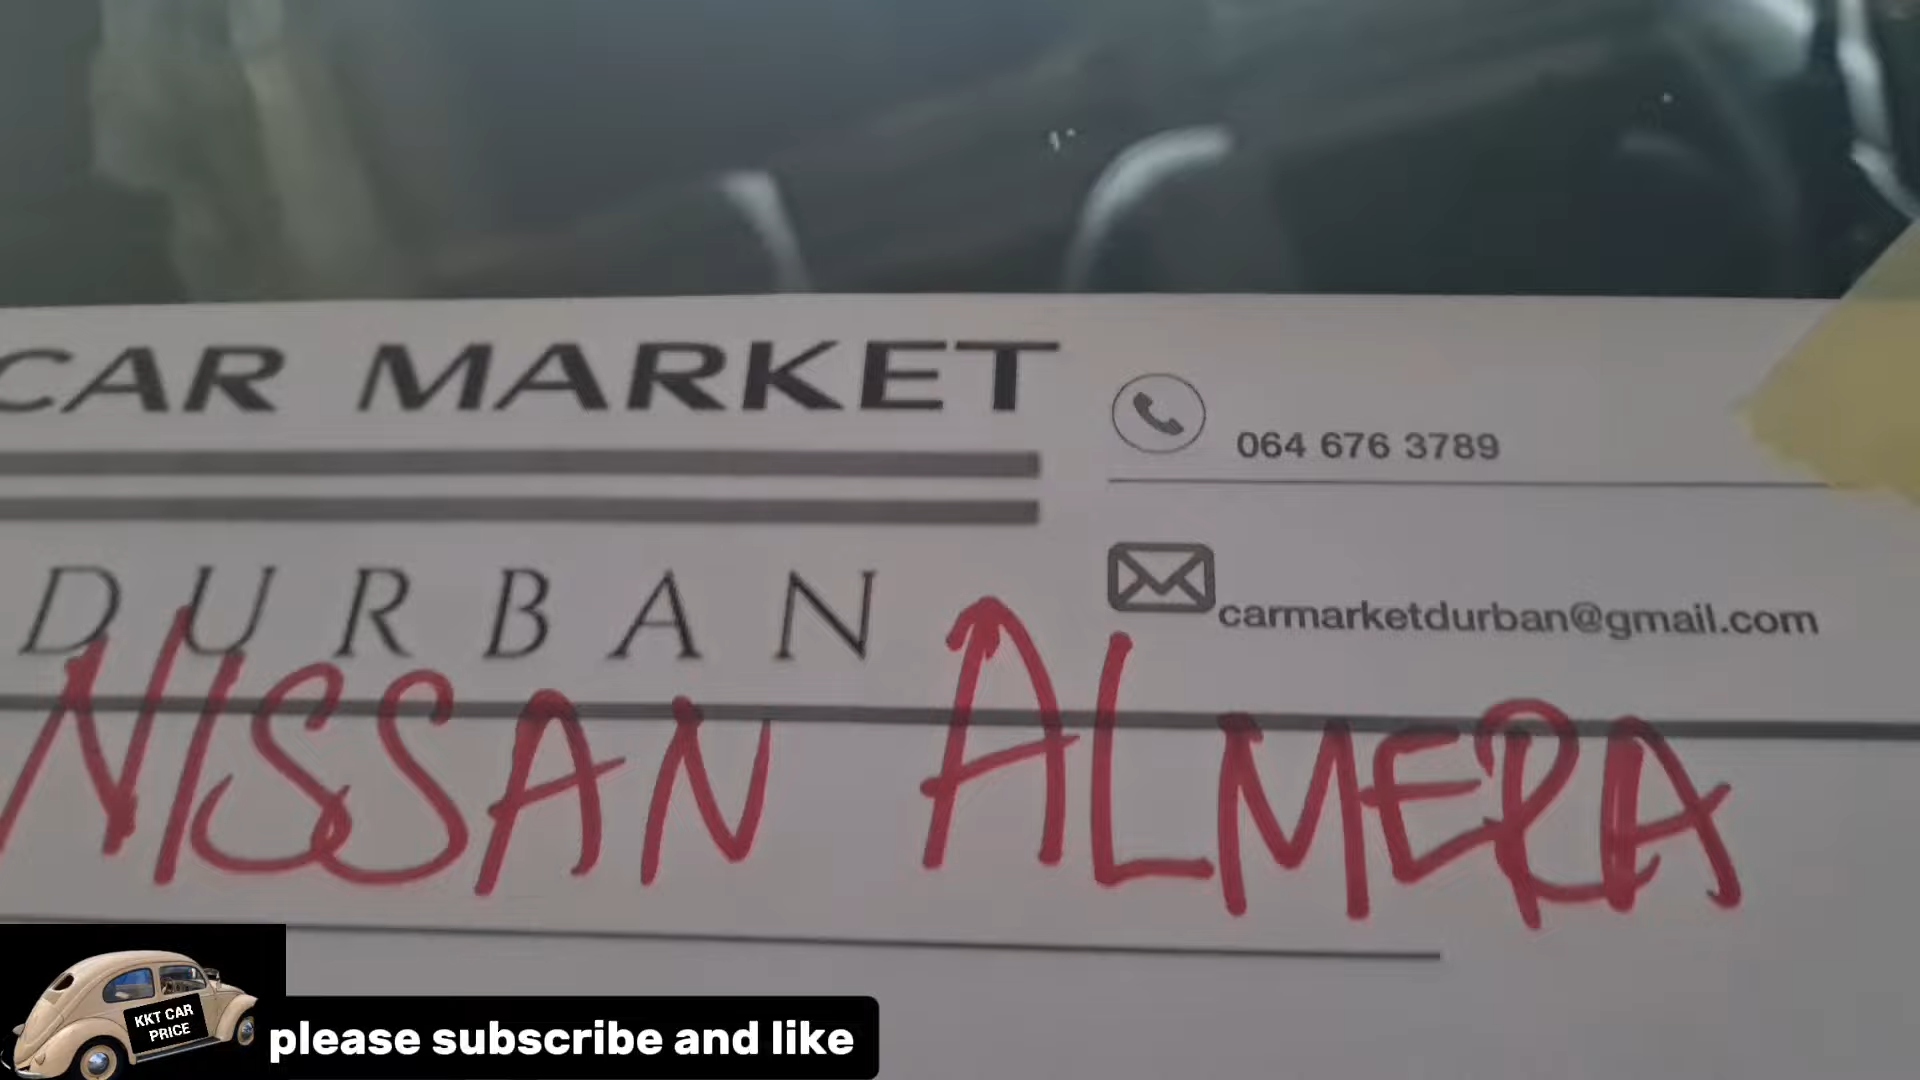 CAR MARKET
064 676 3789
DURBAN
carmarketdurban@gmail.com
NISSAN ALMERA
KKT CAR
PRICE
please subscribe and like